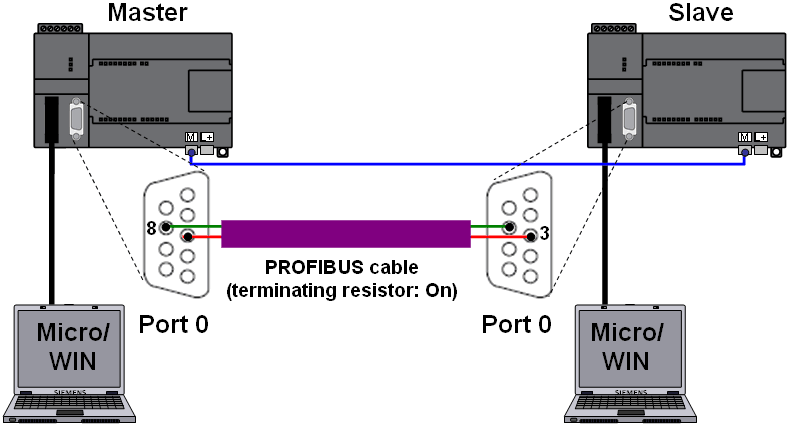 Master
Slave
M L+
M L+
8
3
PROFIBUS cable
(terminating resistor: On)
Port 0
Port 0
Micro/
WIN
Micro/
WIN
SIEMENS
SIEMENS